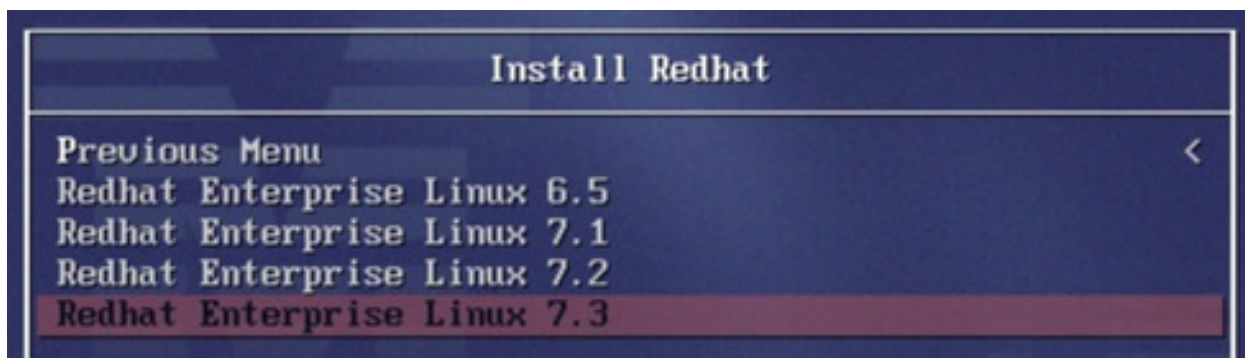 Install Redhat
Previous Menu <
Redhat Enterprise Linux 6.5
Redhat Enterprise Linux 7.1
Redhat Enterprise Linux 7.2
Redhat Enterprise Linux 7.3